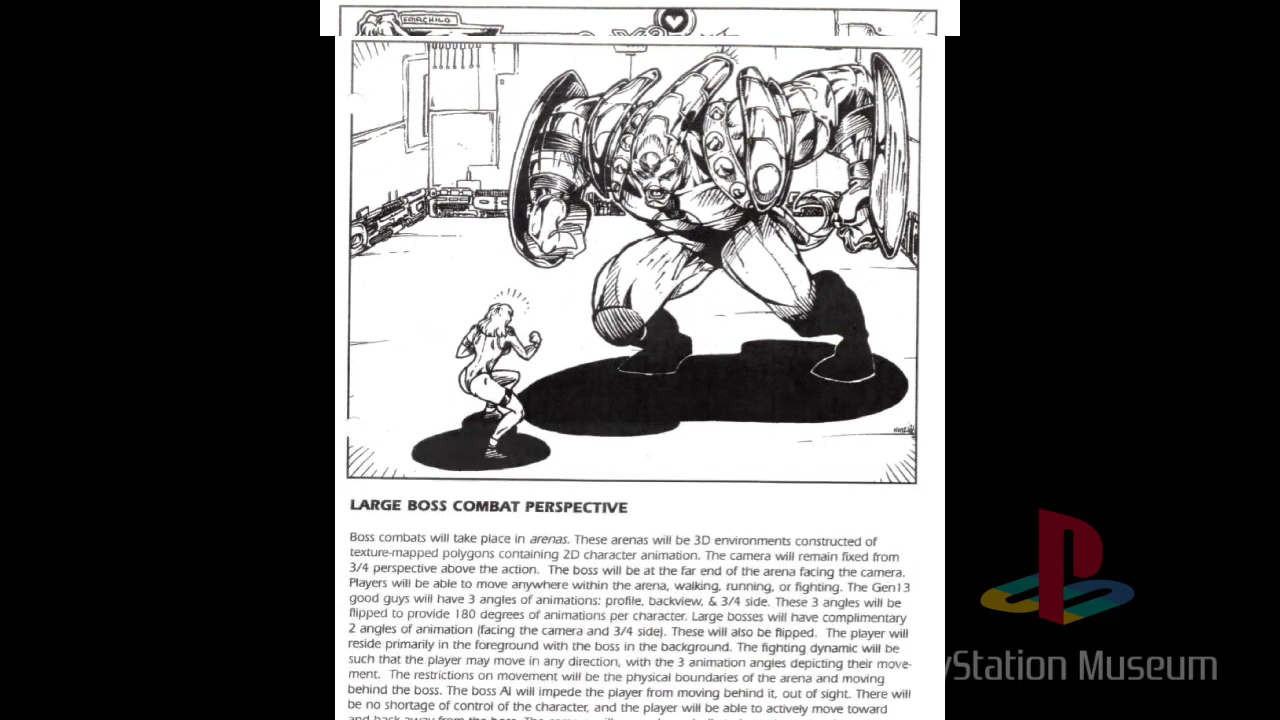 FAIRCHILD
LARGE BOSS COMBAT PERSPECTIVE
Boss combats will take place in arenas. These arenas will be 3D environments constructed of
texture-mapped polygons containing 2D character animation. The camera will remain fixed from
3/4 perspective above the action. The boss will be at the far end of the arena facing the camera.
Players will be able to move anywhere within the arena, walking, running, or fighting. The Gen13
good guys will have 3 angles of animations: profile, backview, & 3/4 side. These 3 angles will be
flipped to provide 180 degrees of animations per character. Large bosses will have complimentary
2 angles of animation (facing the camera and 3/4 side). These will also be flipped. The player will
reside primarily in the foreground with the boss in the background. The fighting dynamic will be
such that the player may move in any direction, with the 3 animation angles depicting their move-
ment. The restrictions on movement will be the physical boundaries of the arena and moving
behind the boss. The boss AI will impede the player from moving behind it, out of sight. There will
be no shortage of control of the character, and the player will be able to actively move toward
and back away from the boss. The camera will
yStation Museum